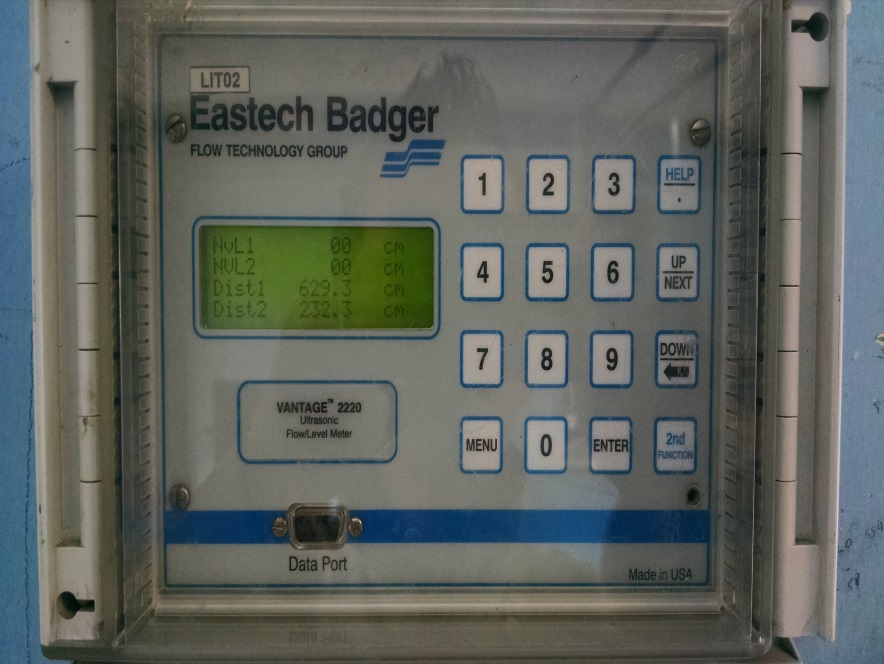 LIT02
Eastech Badger
FLOW TECHNOLOGY GROUP
NvL1 00 cm
NVL2 00 cm
Dist1 629.3 cm
Dist2 232.3 cm
1 2 3 HELP .
4 5 6 UP NEXT
7 8 9 DOWN
MENU 0 ENTER 2nd FUNCTION
VANTAGE™ 2220
Ultrasonic
Flow/Level Meter
Data Port
Made in USA